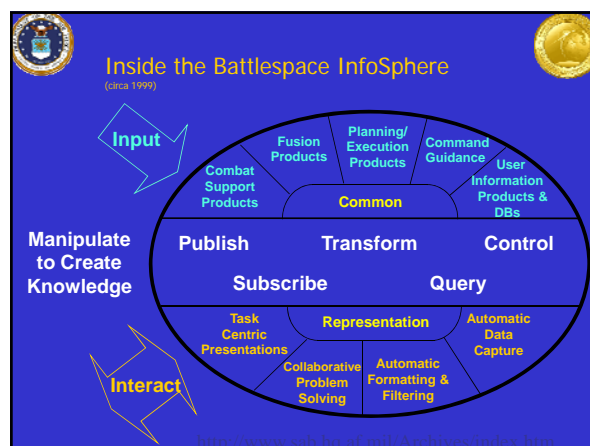 Inside the Battlespace InfoSphere
(circa 1999)
Input
Combat
Support
Products
Fusion
Products
Planning/
Execution
Products
Command
Guidance
User
Information
Products &
DBs
Common
Manipulate
to Create
Knowledge
Publish
Transform
Control
Subscribe
Query
Representation
Task
Centric
Presentations
Collaborative
Problem
Solving
Automatic
Formatting &
Filtering
Automatic
Data
Capture
Interact